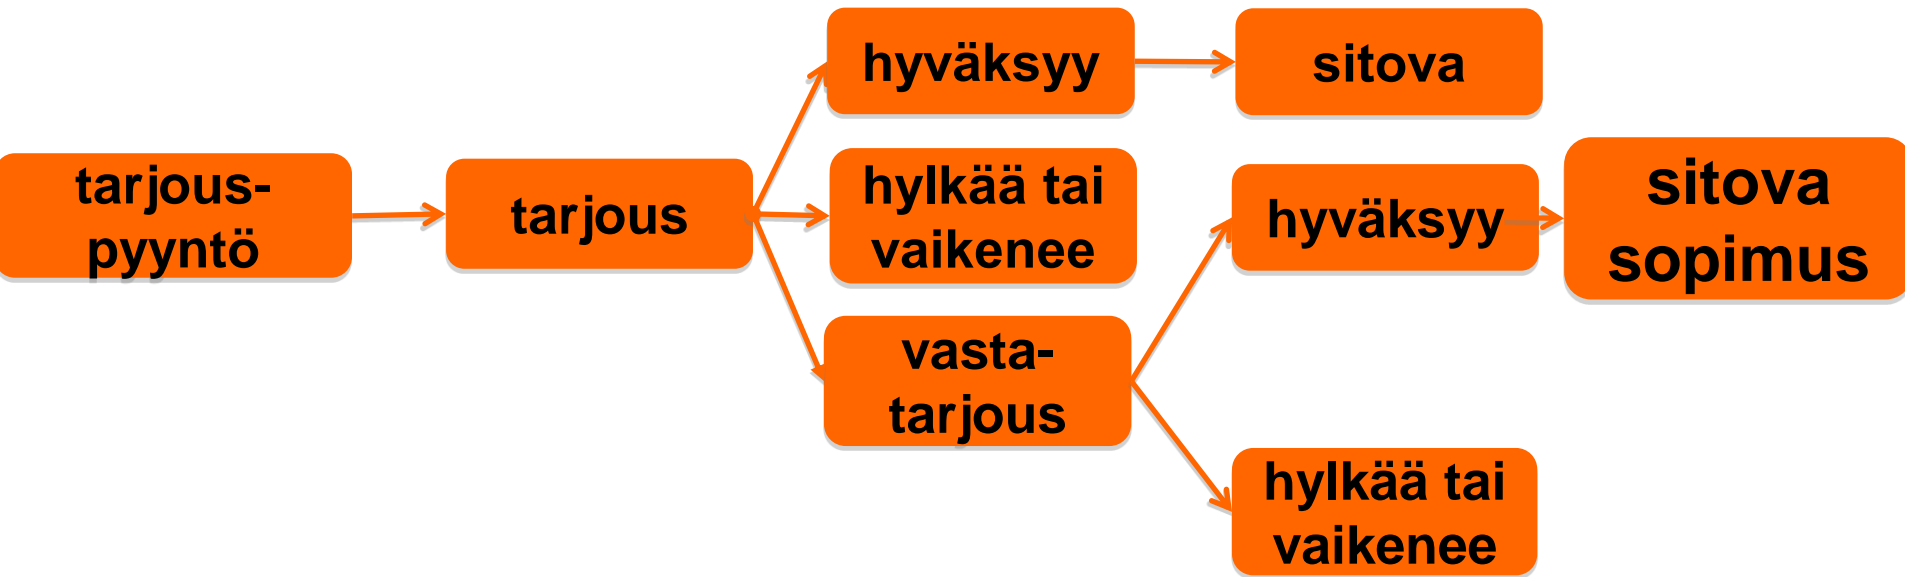 tarjous-
pyyntö
tarjous
hyväksyy
sitova
hylkää tai
vaikenee
vasta-
tarjous
hyväksyy
sitova
sopimus
hylkää tai
vaikenee